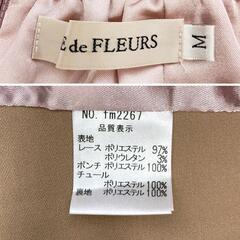 E de FLEURS
M
NO. fm2267
品質表示
表地
レース ポリエステル 97%
ポリウレタン 3%
ポンチ ポリエステル 100%
チュール
ポリエステル 100%
裏地 ポリエステル 100%